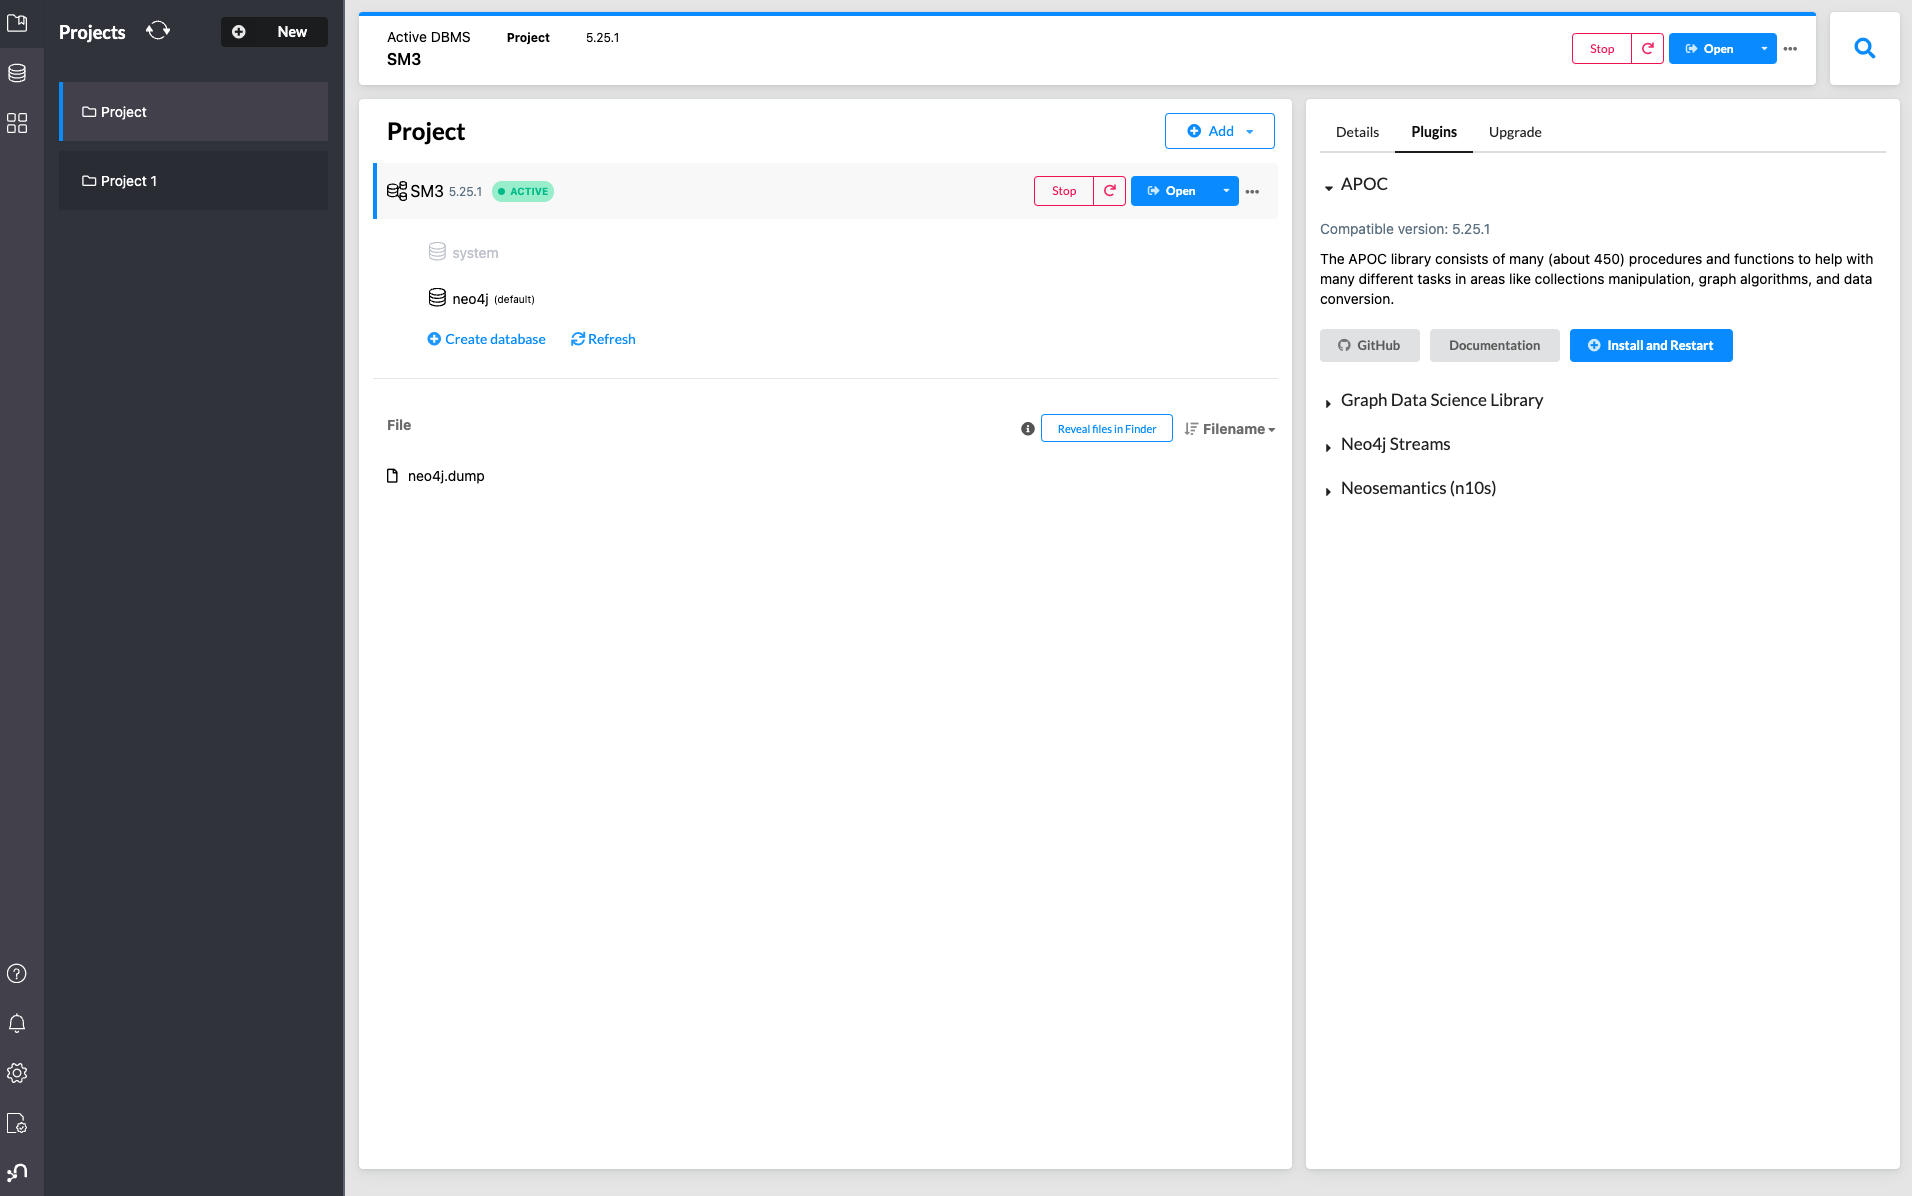 Projects
New
Project
Project 1
Active DBMS Project 5.25.1
SM3
Stop Open
Project
Add
SM3 5.25.1 ACTIVE
Stop Open
system
neo4j (default)
Create database Refresh
File
Reveal files in Finder Filename
neo4j.dump
Details Plugins Upgrade
APOC
Compatible version: 5.25.1
The APOC library consists of many (about 450) procedures and functions to help with
many different tasks in areas like collections manipulation, graph algorithms, and data
conversion.
GitHub Documentation Install and Restart
Graph Data Science Library
Neo4j Streams
Neosemantics (n10s)